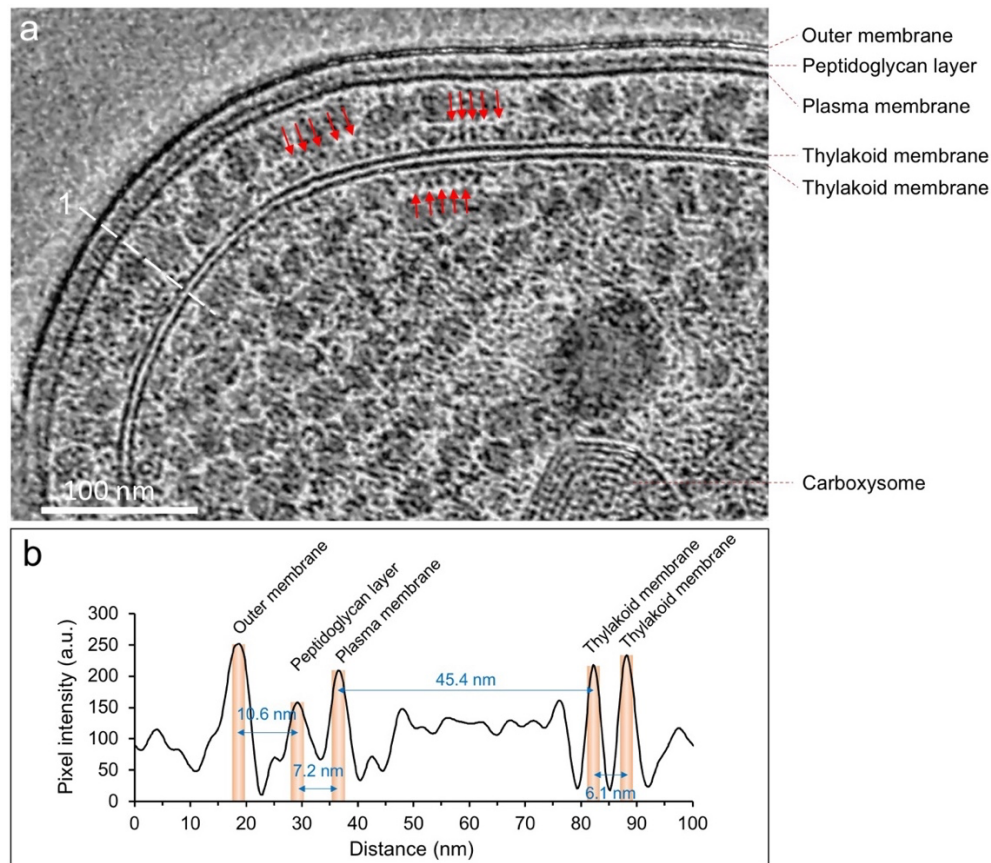 a
Outer membrane
Peptidoglycan layer
Plasma membrane
Thylakoid membrane
Thylakoid membrane
1
100 nm
Carboxysome
b
Outer membrane
Peptidoglycan layer
Plasma membrane
Thylakoid membrane
Thylakoid membrane
300
250
200
150
100
50
0
Pixel intensity (a.u.)
45.4 nm
10.6 nm
7.2 nm
6.1 nm
0 10 20 30 40 50 60 70 80 90 100
Distance (nm)